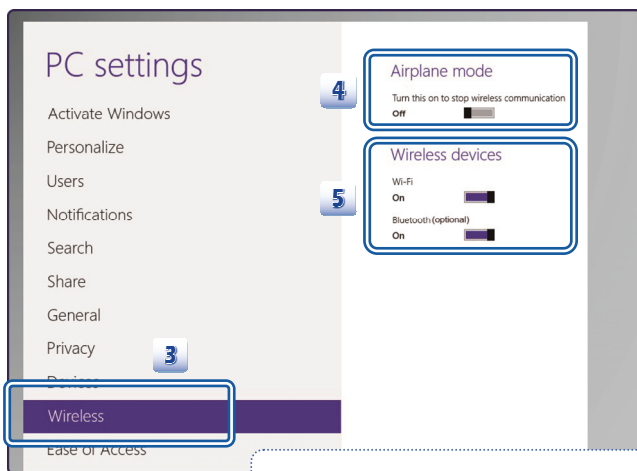 PC settings
Activate Windows
Personalize
Users
Notifications
Search
Share
General
Privacy
3
Devices
Wireless
Ease of Access
4
Airplane mode
Turn this on to stop wireless communication
Off
5
Wireless devices
Wi-Fi
On
Bluetooth (optional)
On